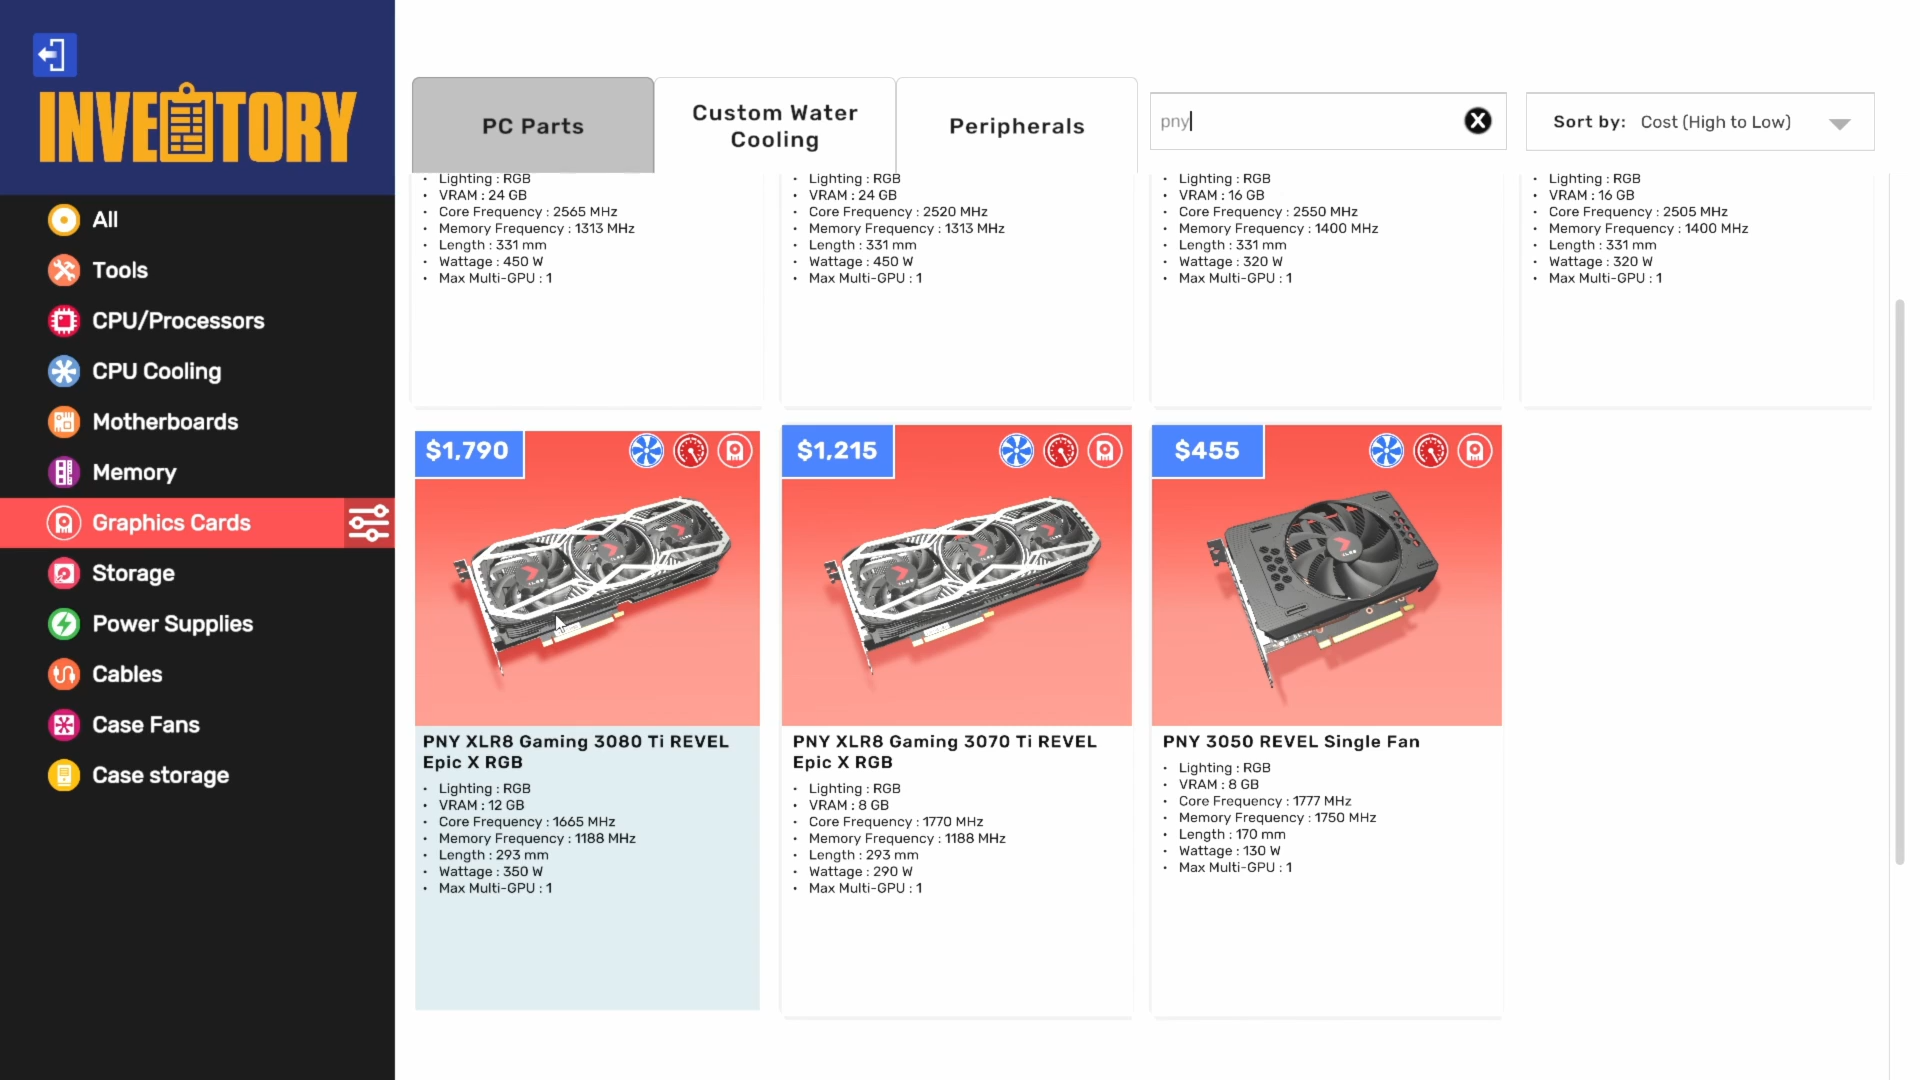 INVENTORY
All
Tools
CPU/Processors
CPU Cooling
Motherboards
Memory
Graphics Cards
Storage
Power Supplies
Cables
Case Fans
Case storage
PC Parts
Custom Water
Cooling
Peripherals
pny
Sort by: Cost (High to Low)
• Lighting : RGB
• VRAM : 24 GB
• Core Frequency : 2565 MHz
• Memory Frequency : 1313 MHz
• Length : 331 mm
• Wattage : 450 W
• Max Multi-GPU : 1
• Lighting : RGB
• VRAM : 24 GB
• Core Frequency : 2520 MHz
• Memory Frequency : 1313 MHz
• Length : 331 mm
• Wattage : 450 W
• Max Multi-GPU : 1
• Lighting : RGB
• VRAM : 16 GB
• Core Frequency : 2550 MHz
• Memory Frequency : 1400 MHz
• Length : 331 mm
• Wattage : 320 W
• Max Multi-GPU : 1
• Lighting : RGB
• VRAM : 16 GB
• Core Frequency : 2505 MHz
• Memory Frequency : 1400 MHz
• Length : 331 mm
• Wattage : 320 W
• Max Multi-GPU : 1
$1,790
PNY XLR8 Gaming 3080 Ti REVEL
Epic X RGB
• Lighting : RGB
• VRAM : 12 GB
• Core Frequency : 1665 MHz
• Memory Frequency : 1188 MHz
• Length : 293 mm
• Wattage : 350 W
• Max Multi-GPU : 1
$1,215
PNY XLR8 Gaming 3070 Ti REVEL
Epic X RGB
• Lighting : RGB
• VRAM : 8 GB
• Core Frequency : 1770 MHz
• Memory Frequency : 1188 MHz
• Length : 293 mm
• Wattage : 290 W
• Max Multi-GPU : 1
$455
PNY 3050 REVEL Single Fan
• Lighting : RGB
• VRAM : 8 GB
• Core Frequency : 1777 MHz
• Memory Frequency : 1750 MHz
• Length : 170 mm
• Wattage : 130 W
• Max Multi-GPU : 1